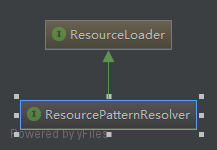 I ResourceLoader
I ResourcePatternResolver
Powered by yFiles